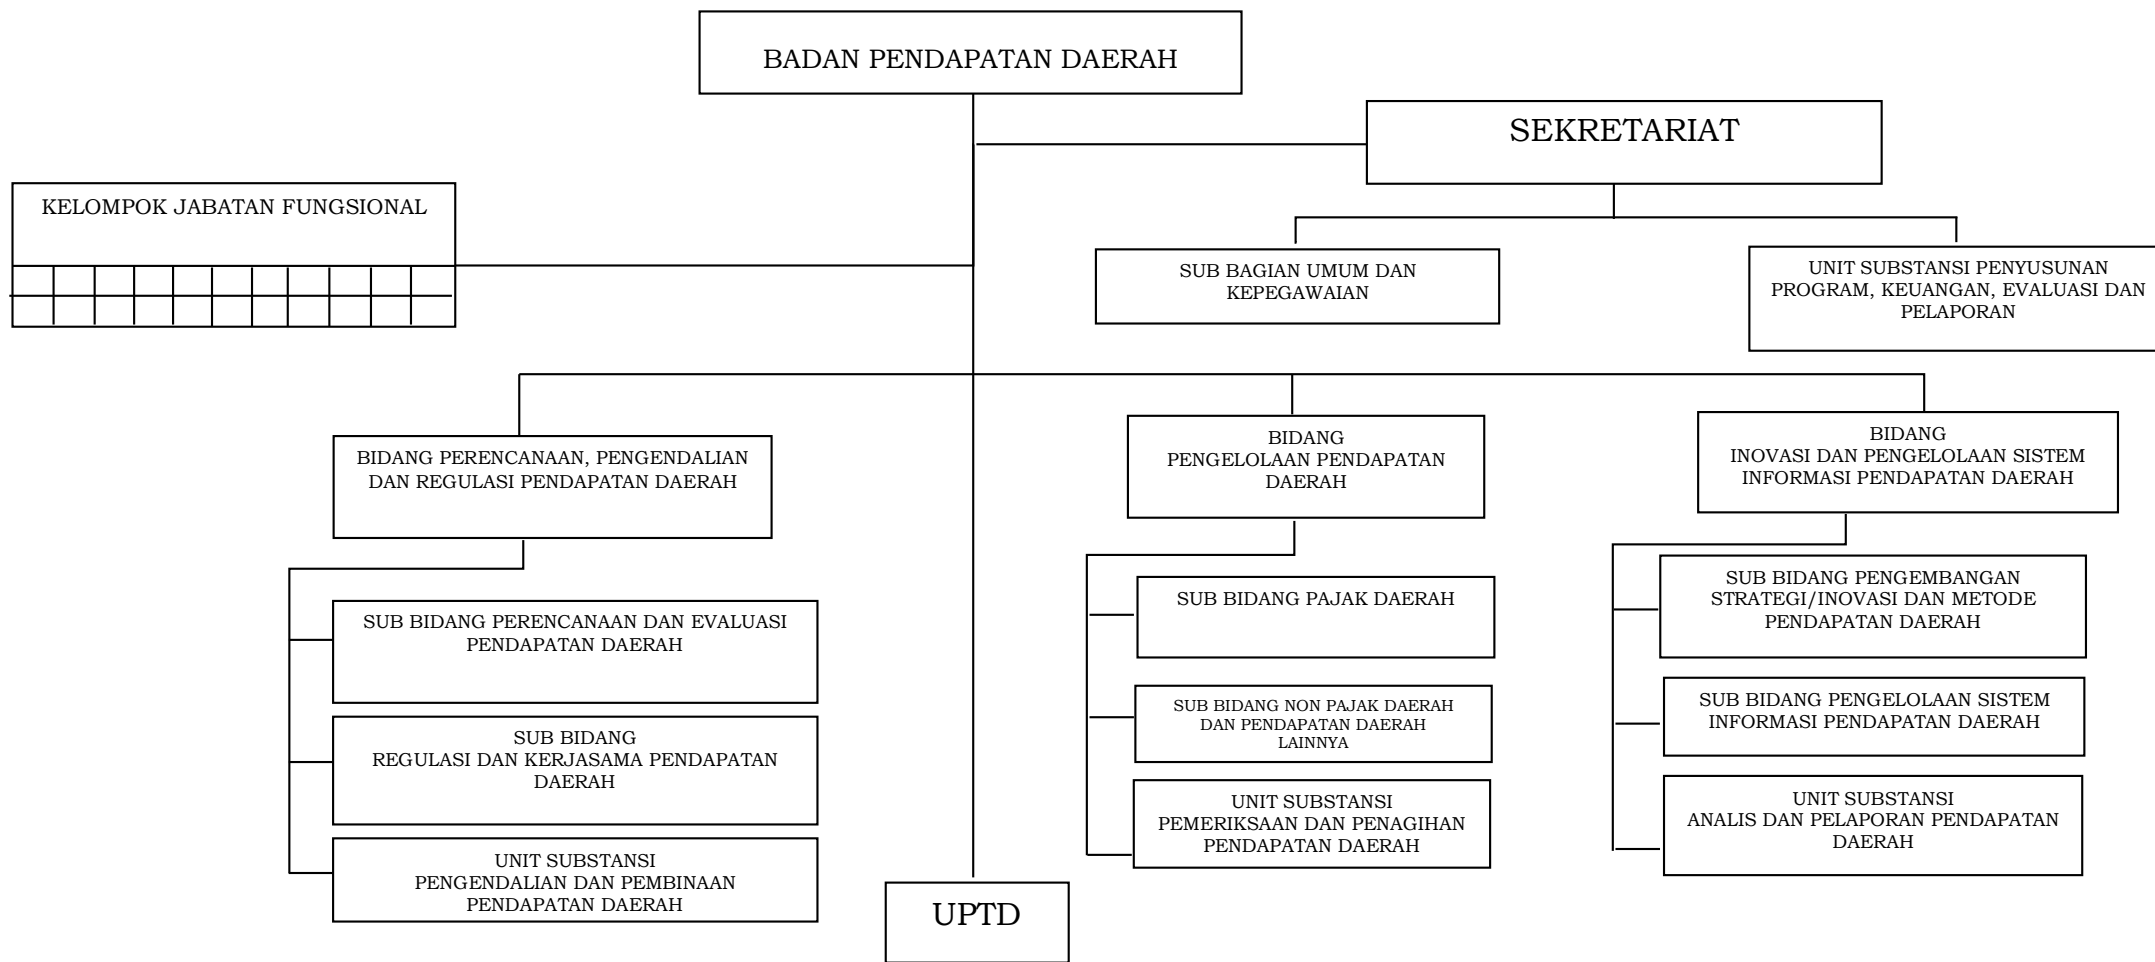 BADAN PENDAPATAN DAERAH
SEKRETARIAT
KELOMPOK JABATAN FUNGSIONAL
SUB BAGIAN UMUM DAN
KEPEGAWAIAN
UNIT SUBSTANSI PENYUSUNAN
PROGRAM, KEUANGAN, EVALUASI DAN
PELAPORAN
BIDANG PERENCANAAN, PENGENDALIAN
DAN REGULASI PENDAPATAN DAERAH
SUB BIDANG PERENCANAAN DAN EVALUASI
PENDAPATAN DAERAH
SUB BIDANG
REGULASI DAN KERJASAMA PENDAPATAN
DAERAH
UNIT SUBSTANSI
PENGENDALIAN DAN PEMBINAAN
PENDAPATAN DAERAH
BIDANG
PENGELOLAAN PENDAPATAN
DAERAH
SUB BIDANG PAJAK DAERAH
SUB BIDANG NON PAJAK DAERAH
DAN PENDAPATAN DAERAH
LAINNYA
UNIT SUBSTANSI
PEMERIKSAAN DAN PENAGIHAN
PENDAPATAN DAERAH
BIDANG
INOVASI DAN PENGELOLAAN SISTEM
INFORMASI PENDAPATAN DAERAH
SUB BIDANG PENGEMBANGAN
STRATEGI/INOVASI DAN METODE
PENDAPATAN DAERAH
SUB BIDANG PENGELOLAAN SISTEM
INFORMASI PENDAPATAN DAERAH
UNIT SUBSTANSI
ANALIS DAN PELAPORAN PENDAPATAN
DAERAH
UPTD